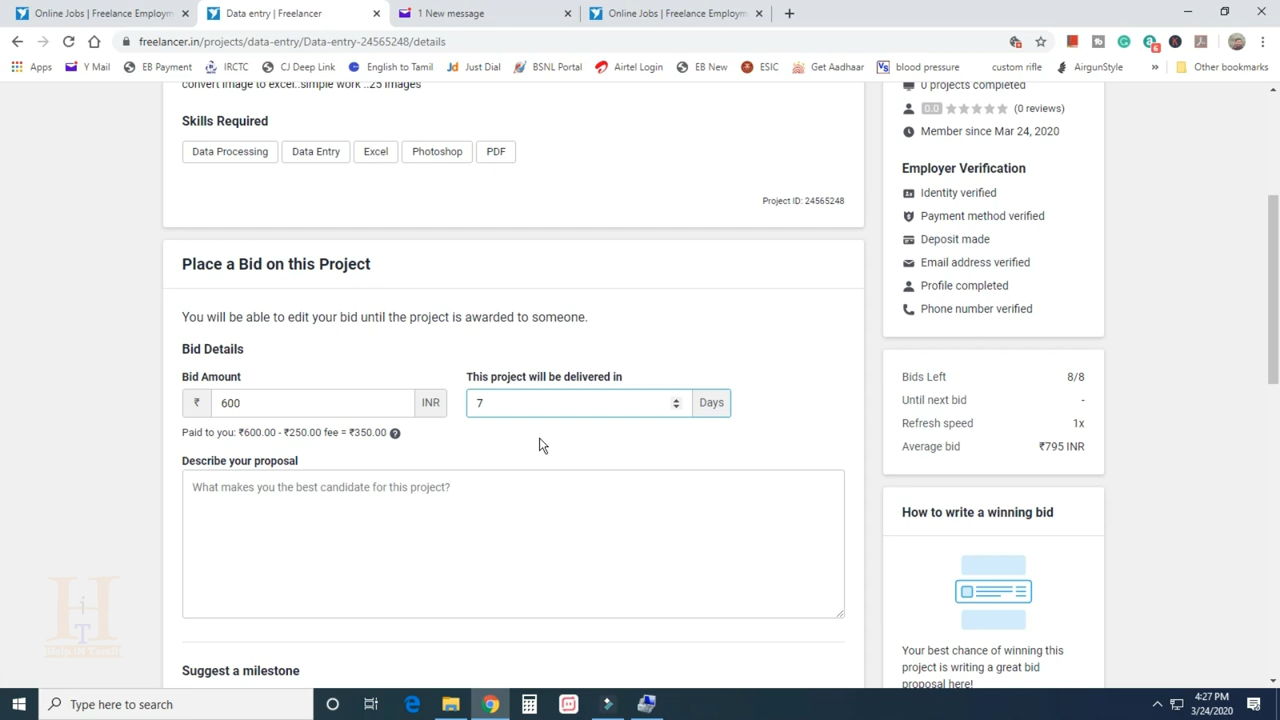 Online Jobs | Freelance Employm
Data entry | Freelancer
1 New message
Online Jobs | Freelance Employm
freelancer.in/projects/data-entry/Data-entry-24565248/details
6
Apps
Y Mail
EB Payment
IRCTC
CJ Deep Link
English to Tamil
Jd Just Dial
BSNL Portal
Airtel Login
EB New
ESIC
Get Aadhaar
Vs blood pressure
custom rifle
AirgunStyle
»
Other bookmarks
convert image to excel..simple work ..25 images
Skills Required
Data Processing
Data Entry
Excel
Photoshop
PDF
Project ID: 24565248
Place a Bid on this Project
You will be able to edit your bid until the project is awarded to someone.
Bid Details
Bid Amount
₹ 600 INR
Paid to you: ₹600.00 - ₹250.00 fee = ₹350.00 ?
This project will be delivered in
7 Days
Describe your proposal
What makes you the best candidate for this project?
Suggest a milestone
0 projects completed
0.0 (0 reviews)
Member since Mar 24, 2020
Employer Verification
Identity verified
Payment method verified
Deposit made
Email address verified
Profile completed
Phone number verified
Bids Left 8/8
Until next bid -
Refresh speed 1x
Average bid ₹795 INR
How to write a winning bid
Your best chance of winning this
project is writing a great bid
proposal here!
H i T
Help IN Tamil
Type here to search
4:27 PM
3/24/2020